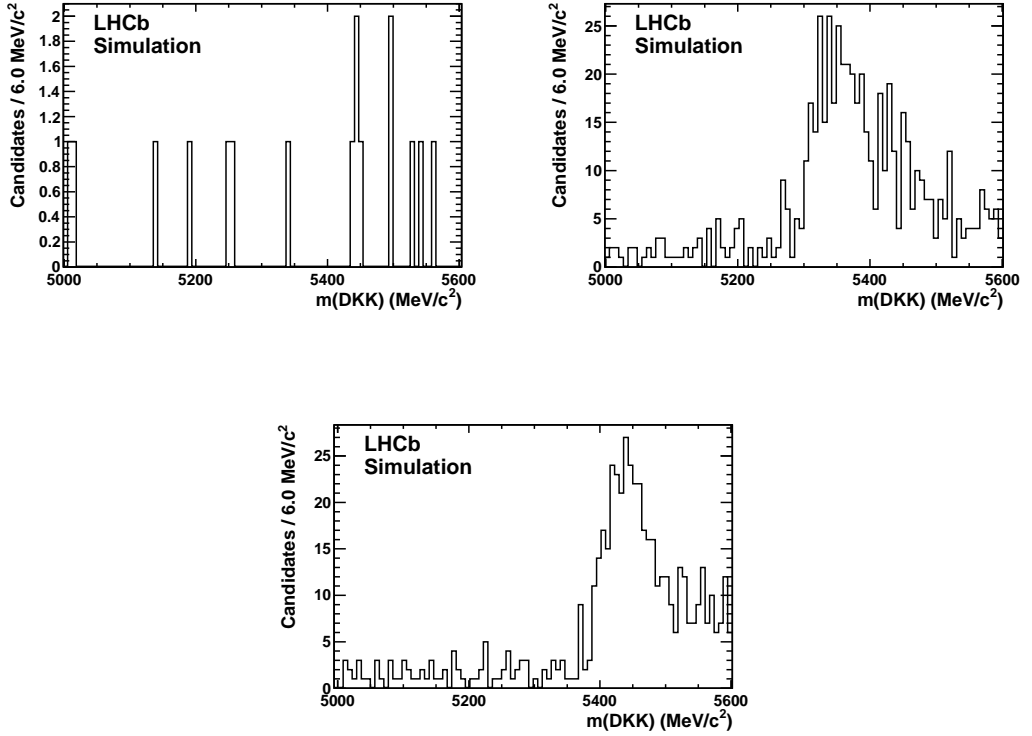 LHCb
Simulation
Candidates / 6.0 MeV/c²
2
1.8
1.6
1.4
1.2
1
0.8
0.6
0.4
0.2
0
5000
5200
5400
5600
m(DKK) (MeV/c²)
LHCb
Simulation
Candidates / 6.0 MeV/c²
25
20
15
10
5
0
5000
5200
5400
5600
m(DKK) (MeV/c²)
LHCb
Simulation
Candidates / 6.0 MeV/c²
25
20
15
10
5
0
5000
5200
5400
5600
m(DKK) (MeV/c²)